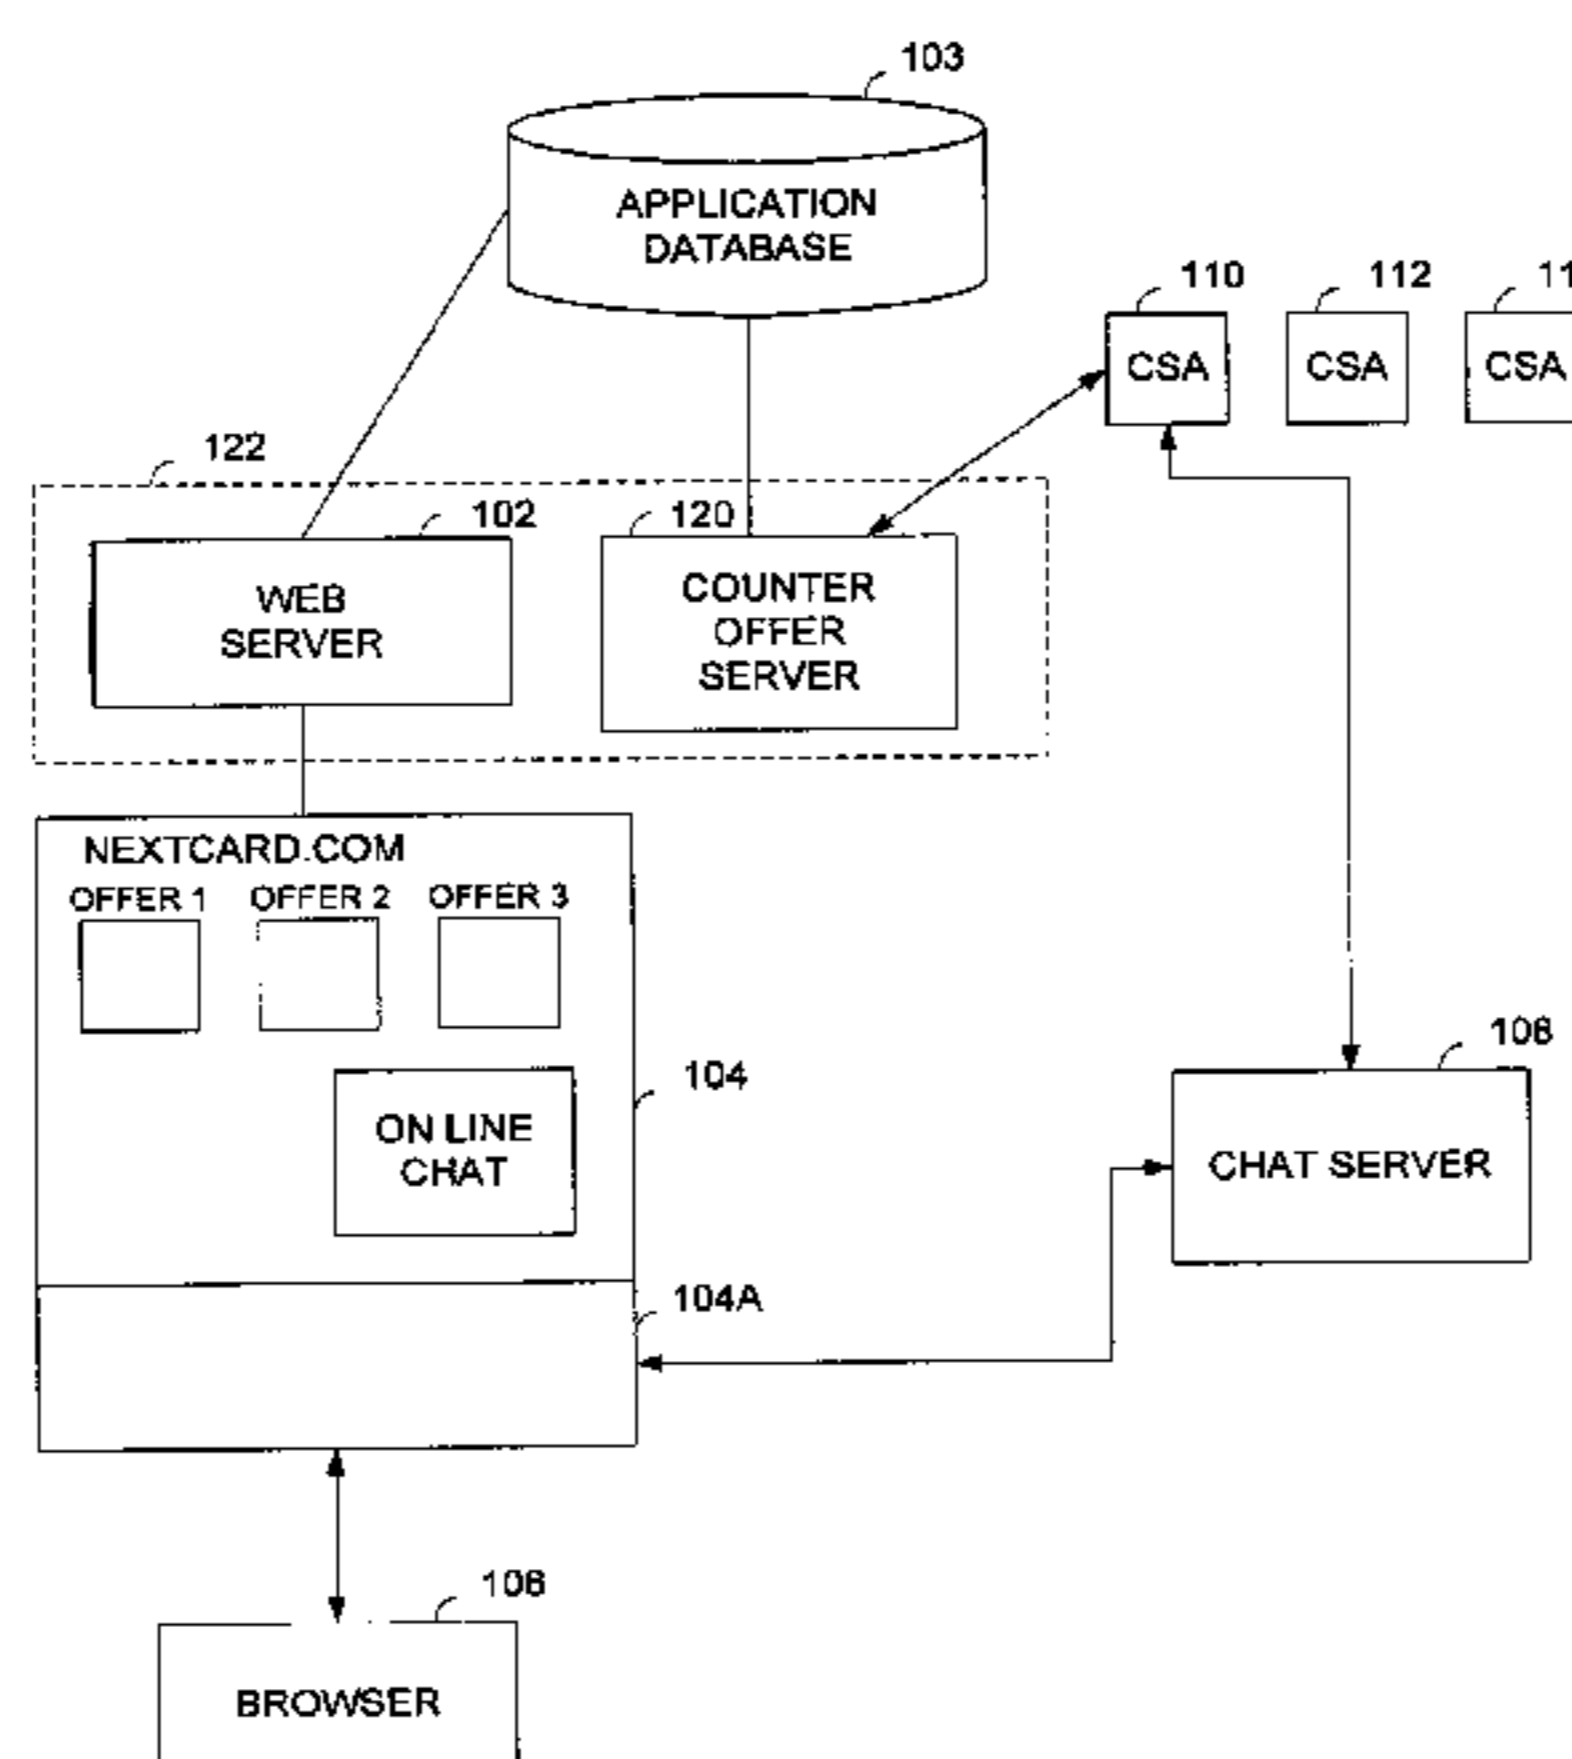 103
APPLICATION
DATABASE
110
112
11
CSA
CSA
CSA
122
102
120
WEB
SERVER
COUNTER
OFFER
SERVER
NEXTCARD.COM
OFFER 1
OFFER 2
OFFER 3
104
ON LINE
CHAT
108
CHAT SERVER
104A
106
BROWSER